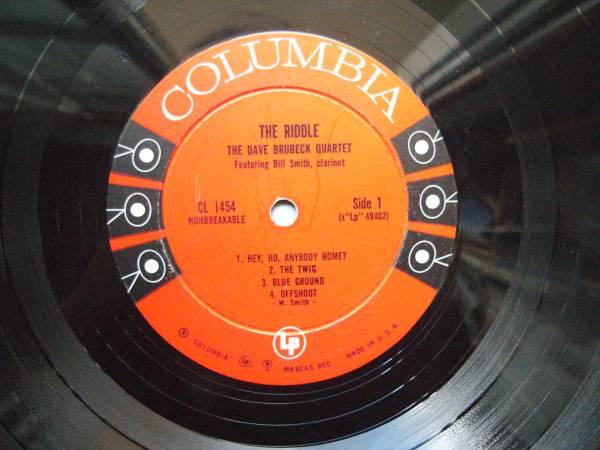 COLUMBIA
THE RIDDLE
THE DAVE BRUBECK QUARTET
Featuring Bill Smith, clarinet
CL 1454
NONBREAKABLE
Side 1
(x"Lp" 49402)
1. HEY, HO, ANYBODY HOME?
2. THE TWIG
3. BLUE GROUND
4. OFFSHOOT
- W. Smith -
Lp
® "COLUMBIA" ® MARCAS REG. MADE IN U.S.A.